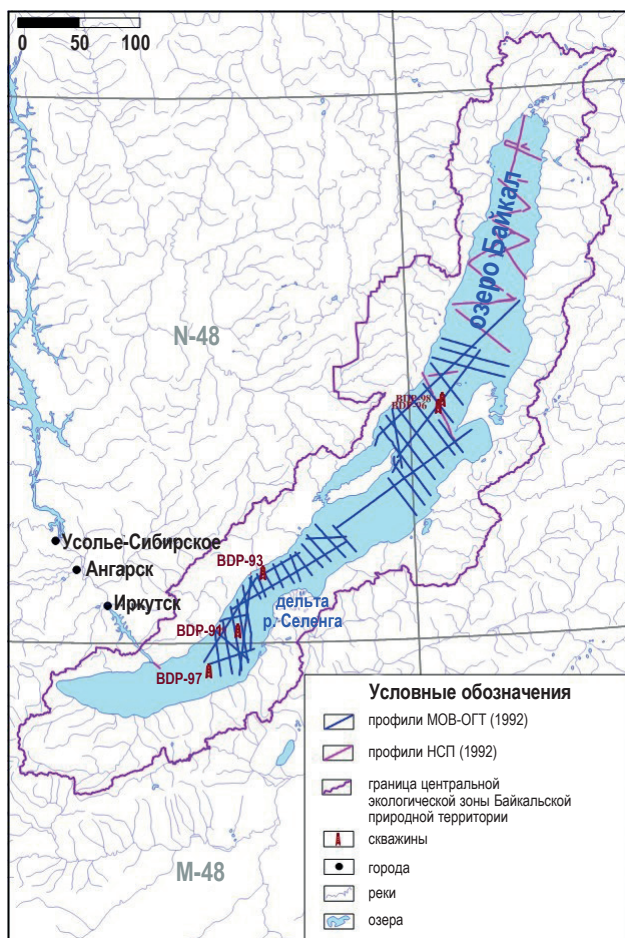 0 50 100
озеро Байкал
N-48
BDP-98
BDP-96
Усолье-Сибирское
BDP-93
Ангарск
Иркутск
дельта
р. Селенга
BDP-91
BDP-97
M-48
Условные обозначения
профили МОВ-ОГТ (1992)
профили НСП (1992)
граница центральной
экологической зоны Байкальской
природной территории
скважины
города
реки
озера